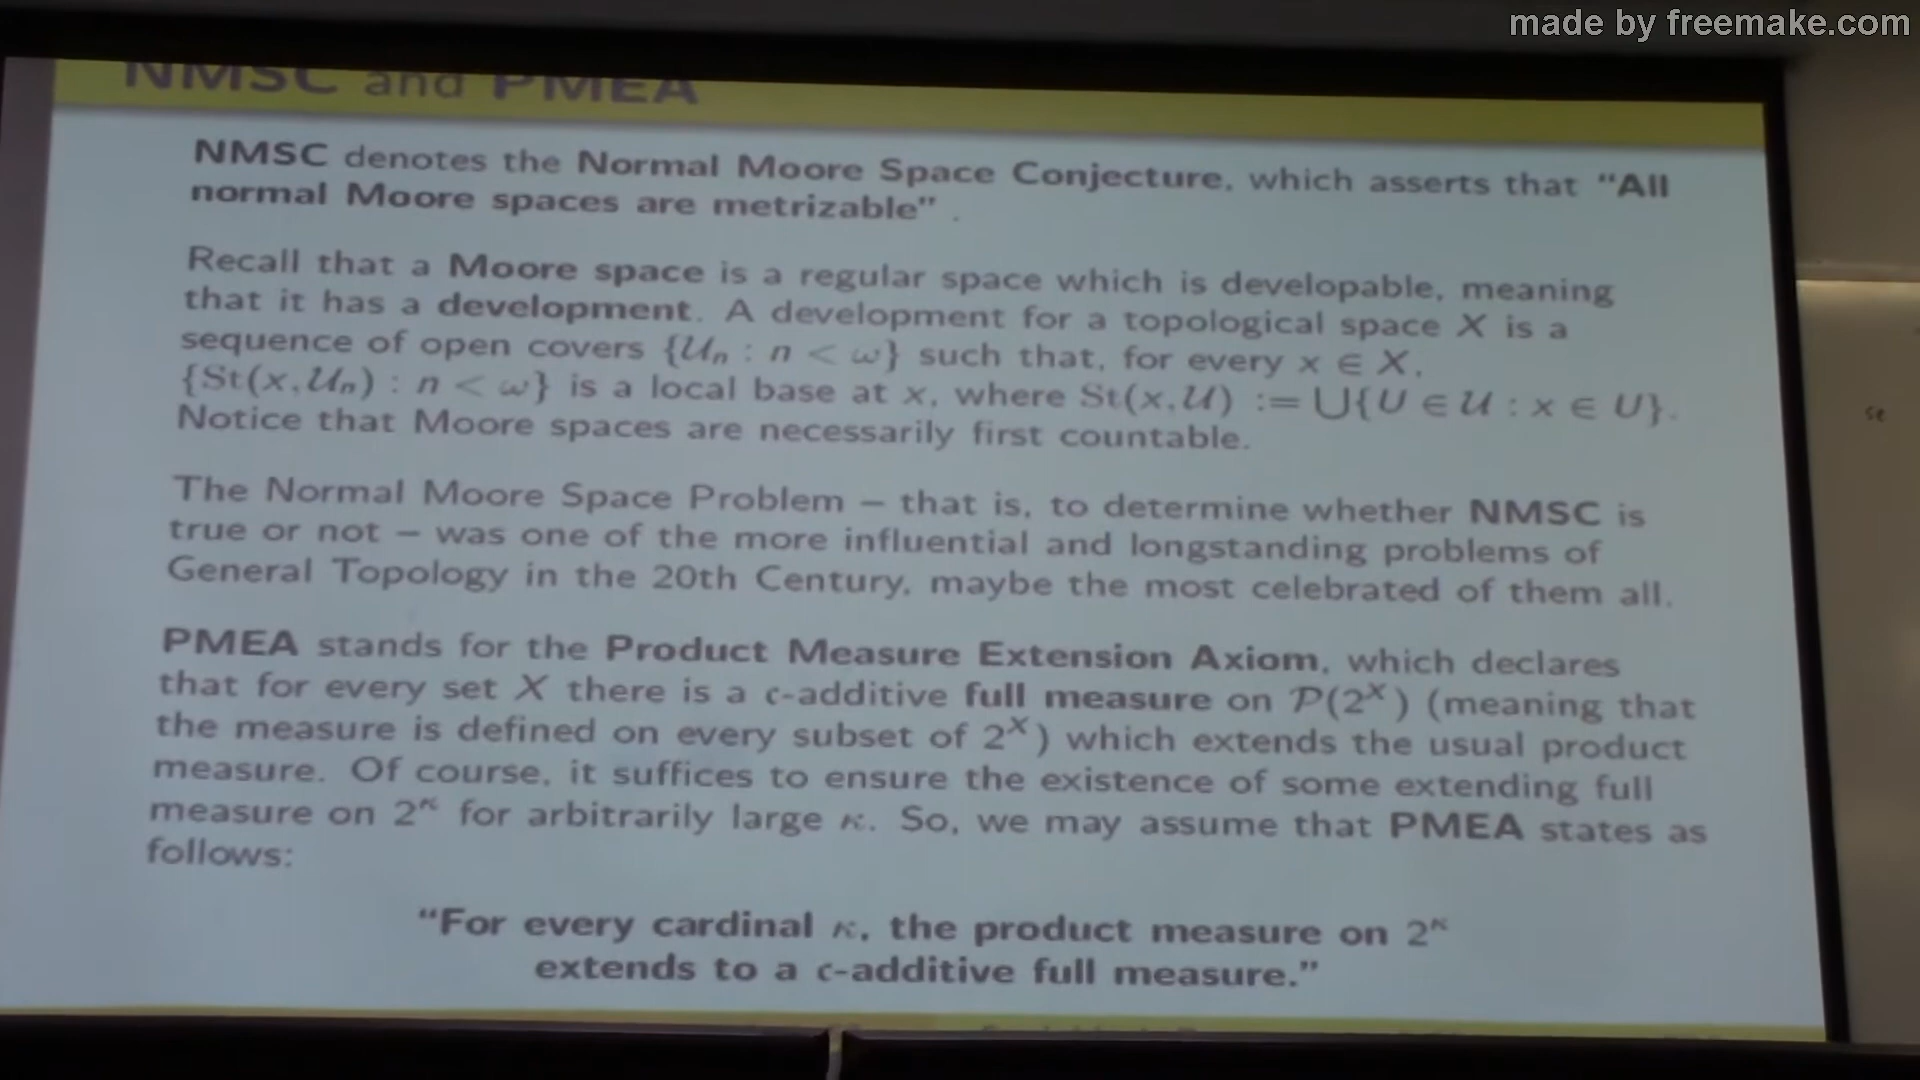 made by freemake.com
NMSC and PMEA
NMSC denotes the Normal Moore Space Conjecture, which asserts that “All
normal Moore spaces are metrizable” .
Recall that a Moore space is a regular space which is developable, meaning
that it has a development. A development for a topological space X is a
sequence of open covers {𝒰ₙ : n < ω} such that, for every x ∈ X,
{St(x, 𝒰ₙ) : n < ω} is a local base at x, where St(x, 𝒰) := ⋃{U ∈ 𝒰 : x ∈ U}.
Notice that Moore spaces are necessarily first countable.
The Normal Moore Space Problem – that is, to determine whether NMSC is
true or not – was one of the more influential and longstanding problems of
General Topology in the 20th Century, maybe the most celebrated of them all.
PMEA stands for the Product Measure Extension Axiom, which declares
that for every set X there is a 𝔠-additive full measure on 𝒫(2^X) (meaning that
the measure is defined on every subset of 2^X) which extends the usual product
measure. Of course, it suffices to ensure the existence of some extending full
measure on 2^κ for arbitrarily large κ. So, we may assume that PMEA states as
follows:
“For every cardinal κ, the product measure on 2^κ
extends to a 𝔠-additive full measure.”
se